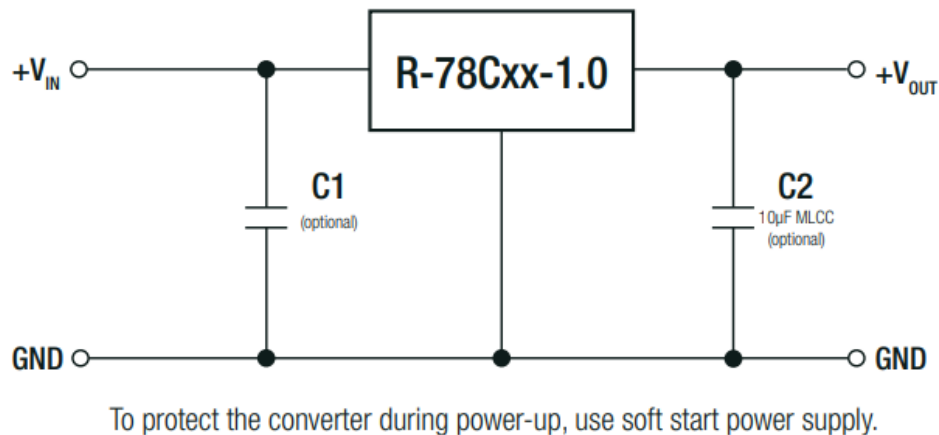 +VIN
R-78Cxx-1.0
+VOUT
C1
(optional)
C2
10µF MLCC
(optional)
GND
GND
To protect the converter during power-up, use soft start power supply.